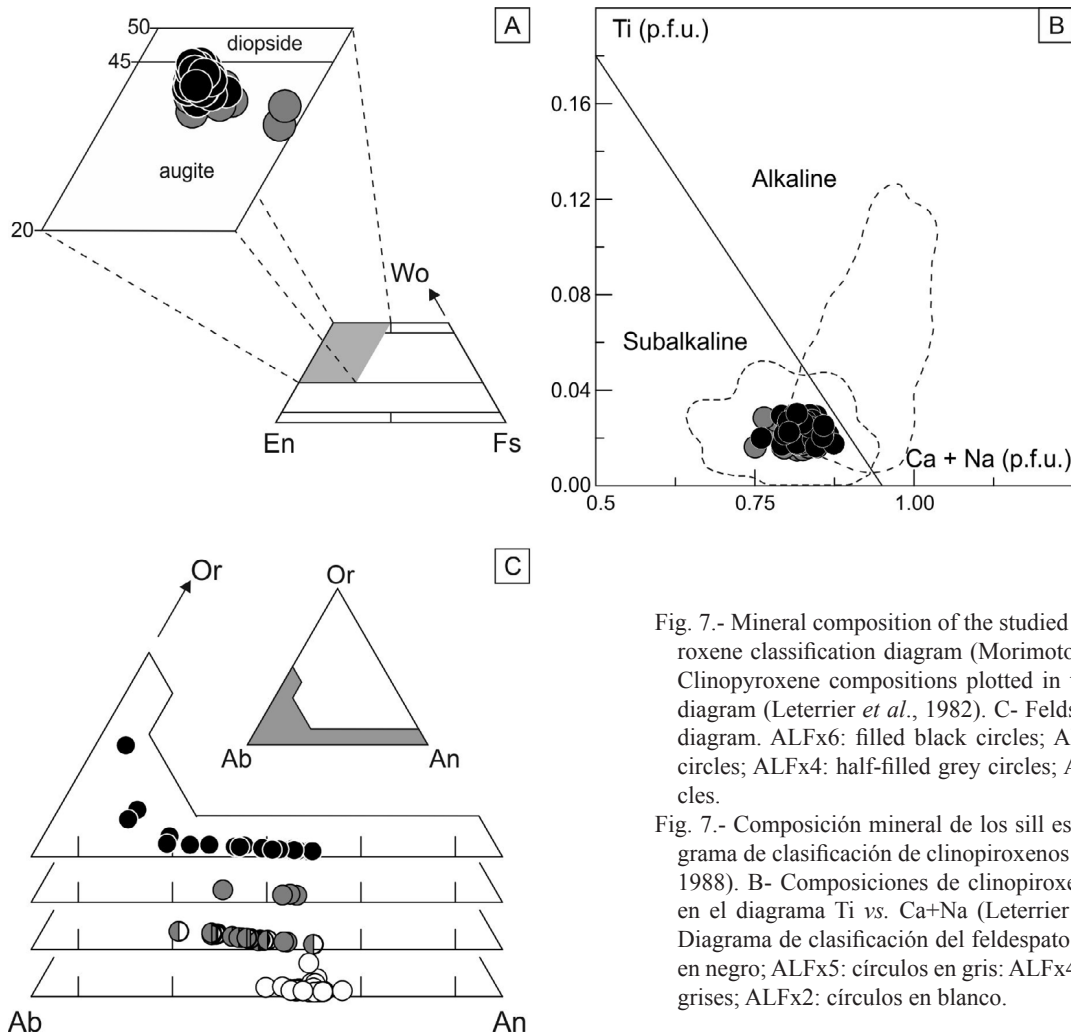 A
50
diopside
45
augite
20
Wo
En
Fs
B
Ti (p.f.u.)
0.16
Alkaline
0.12
0.08
Subalkaline
0.04
Ca + Na (p.f.u.)
0.00
0.5
0.75
1.00
C
Or
Or
Ab
An
Ab
An
Fig. 7.- Mineral composition of the studied
roxene classification diagram (Morimoto
Clinopyroxene compositions plotted in
diagram (Leterrier et al., 1982). C- Felds
diagram. ALFx6: filled black circles; A
circles; ALFx4: half-filled grey circles; A
cles.
Fig. 7.- Composición mineral de los sill es
grama de clasificación de clinopiroxenos
1988). B- Composiciones de clinopirox
en el diagrama Ti vs. Ca+Na (Leterrier
Diagrama de clasificación del feldespato
en negro; ALFx5: círculos en gris: ALFx4
grises; ALFx2: círculos en blanco.